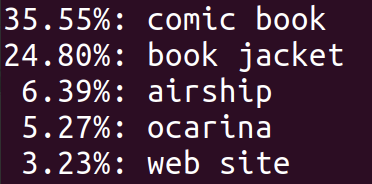 35.55%: comic book
24.80%: book jacket
6.39%: airship
5.27%: ocarina
3.23%: web site